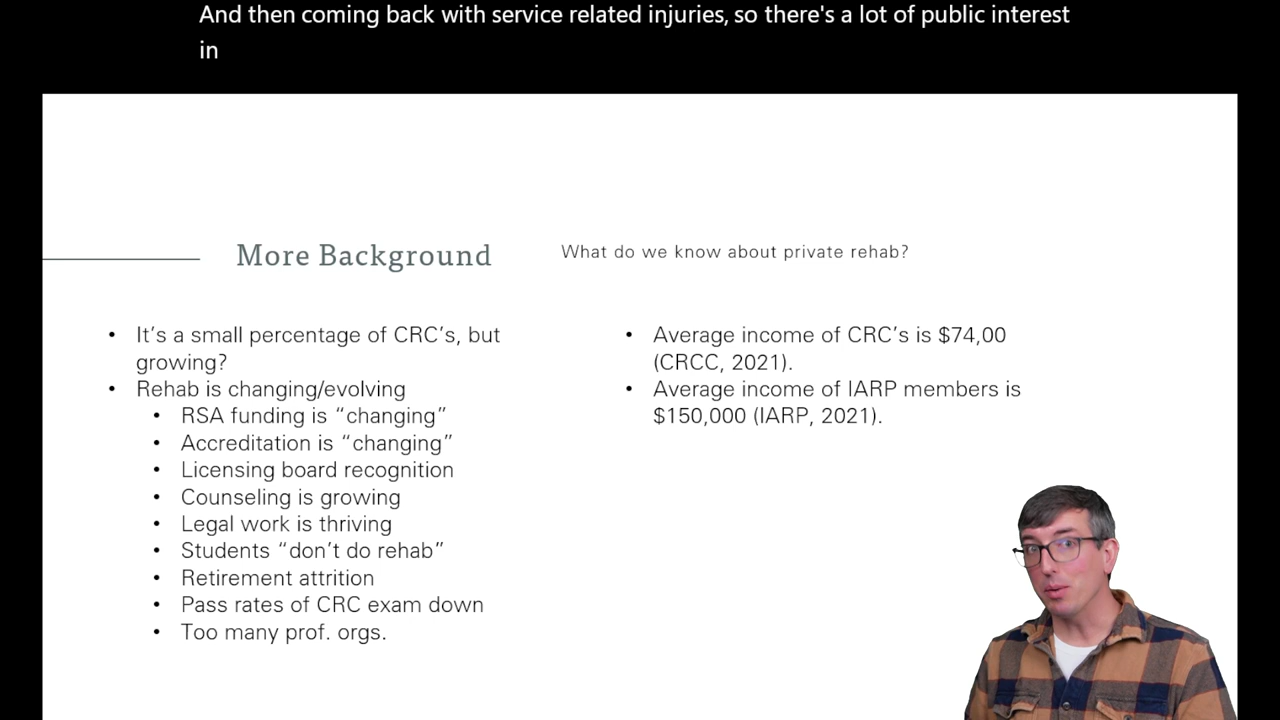 And then coming back with service related injuries, so there's a lot of public interest
in
More Background
What do we know about private rehab?
• It’s a small percentage of CRC’s, but
growing?
• Rehab is changing/evolving
• RSA funding is “changing”
• Accreditation is “changing”
• Licensing board recognition
• Counseling is growing
• Legal work is thriving
• Students “don’t do rehab”
• Retirement attrition
• Pass rates of CRC exam down
• Too many prof. orgs.
• Average income of CRC’s is $74,00
(CRCC, 2021).
• Average income of IARP members is
$150,000 (IARP, 2021).